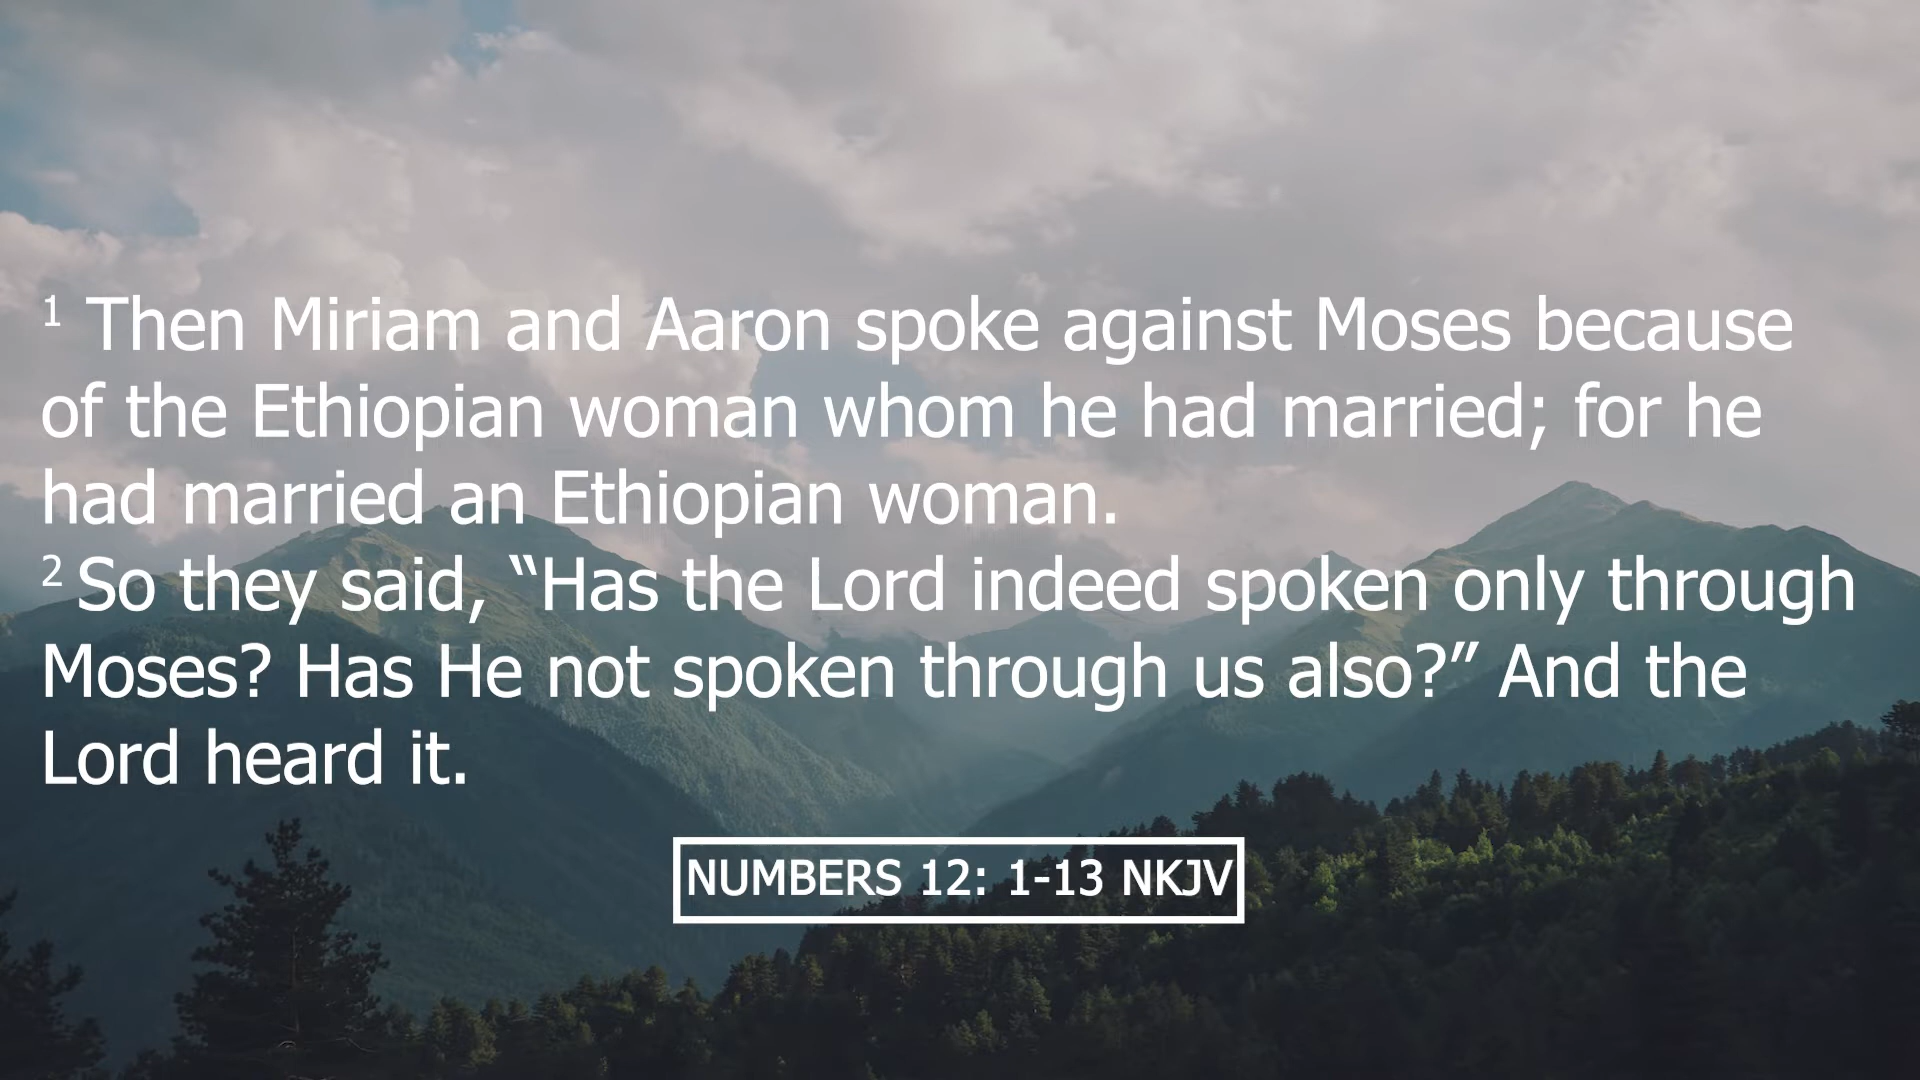 1 Then Miriam and Aaron spoke against Moses because
of the Ethiopian woman whom he had married; for he
had married an Ethiopian woman.
2 So they said, “Has the Lord indeed spoken only through
Moses? Has He not spoken through us also?” And the
Lord heard it.
NUMBERS 12: 1-13 NKJV